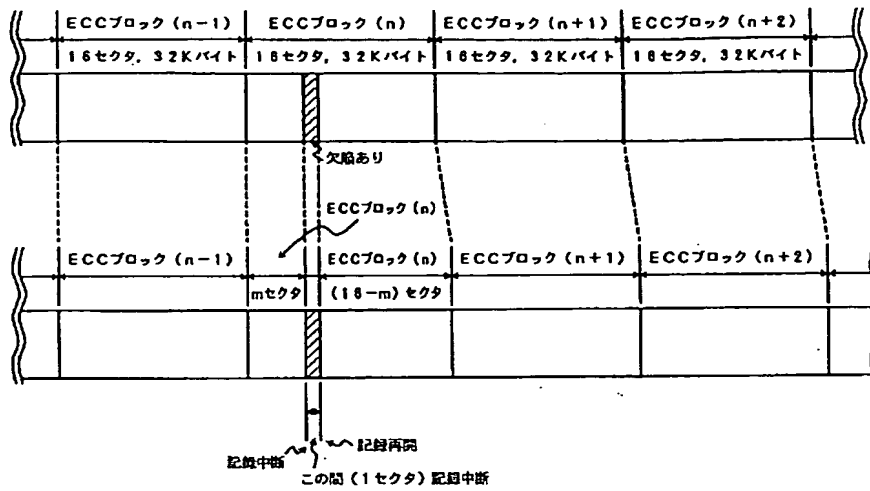 ECCブロック(n-1) ECCブロック(n) ECCブロック(n+1) ECCブロック(n+2)
16セクタ, 32Kバイト 16セクタ, 32Kバイト 16セクタ, 32Kバイト 16セクタ, 32Kバイト
欠陥あり
ECCブロック(n)
ECCブロック(n-1) ECCブロック(n) ECCブロック(n+1) ECCブロック(n+2)
mセクタ (16-m)セクタ
記録再開
記録中断
この間(1セクタ)記録中断